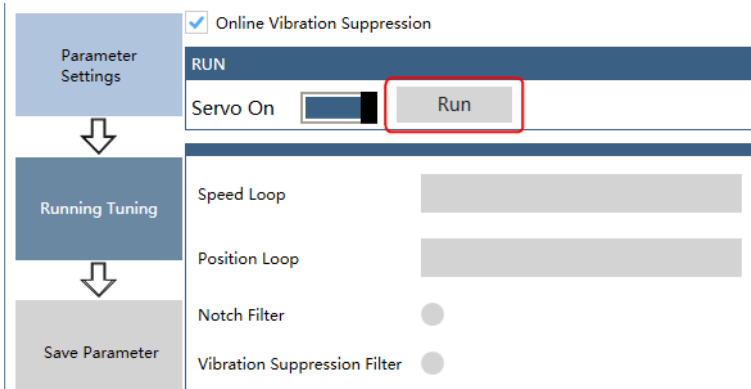 Online Vibration Suppression
Parameter
Settings
RUN
Servo On
Run
Running Tuning
Speed Loop
Position Loop
Notch Filter
Save Parameter
Vibration Suppression Filter